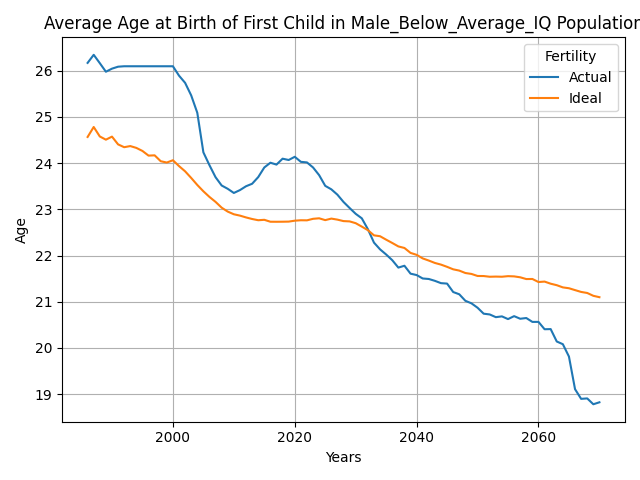 Average Age at Birth of First Child in Male_Below_Average_IQ Population
Fertility
Actual
Ideal
26
25
24
23
22
21
20
19
Age
2000
2020
2040
2060
Years